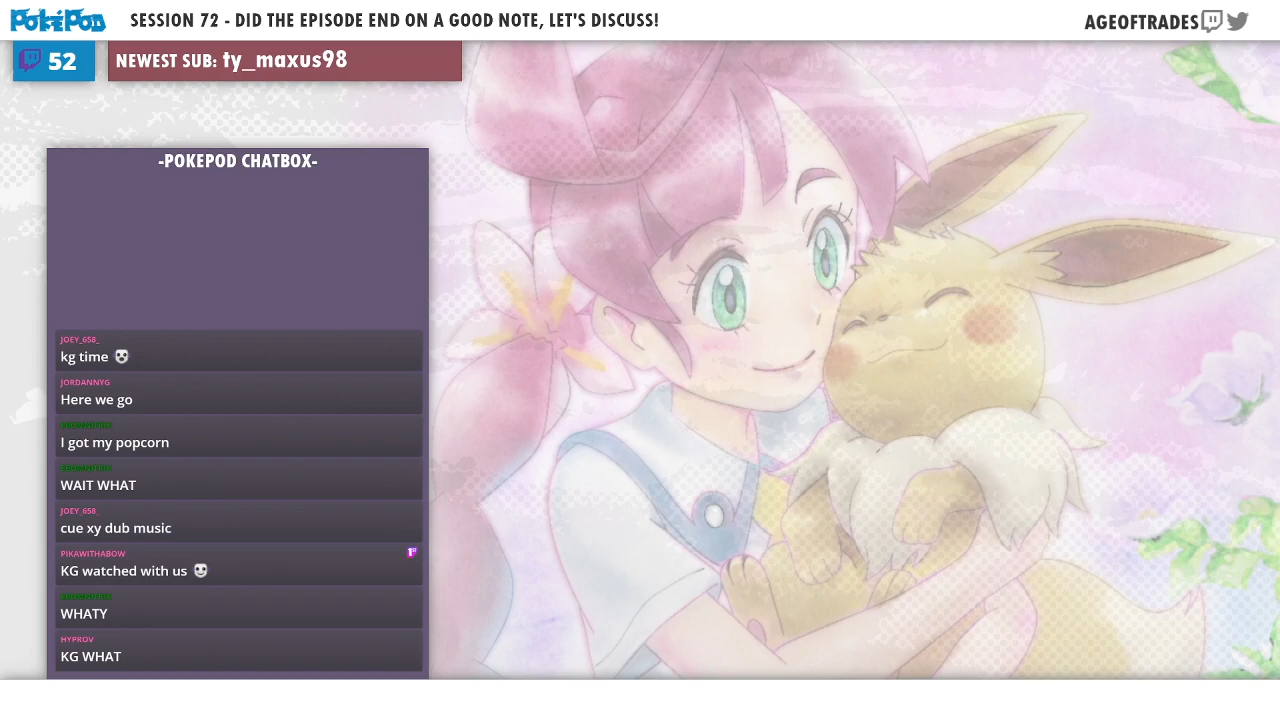 PokéPod
SESSION 72 - DID THE EPISODE END ON A GOOD NOTE, LET'S DISCUSS!
AGEOFTRADES
52
NEWEST SUB: ty_maxus98
-POKEPOD CHATBOX-
JOEY_658_
kg time
JORDANNYG
Here we go
I got my popcorn
WAIT WHAT
JOEY_658_
cue xy dub music
PIKAWITHABOW
KG watched with us
WHATY
HYPROV
KG WHAT